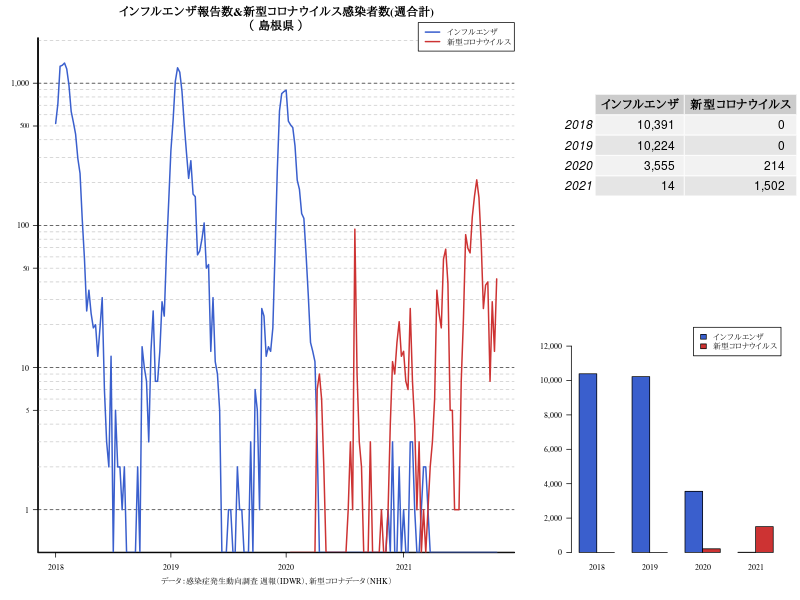 インフルエンザ報告数&新型コロナウイルス感染者数(週合計)
( 島根県 )
インフルエンザ
新型コロナウイルス
1,000
500
100
50
10
5
1
2018 2019 2020 2021
データ:感染症発生動向調査 週報(IDWR)、新型コロナデータ(NHK)
インフルエンザ 新型コロナウイルス
2018 10,391 0
2019 10,224 0
2020 3,555 214
2021 14 1,502
インフルエンザ
新型コロナウイルス
12,000
10,000
8,000
6,000
4,000
2,000
0
2018 2019 2020 2021